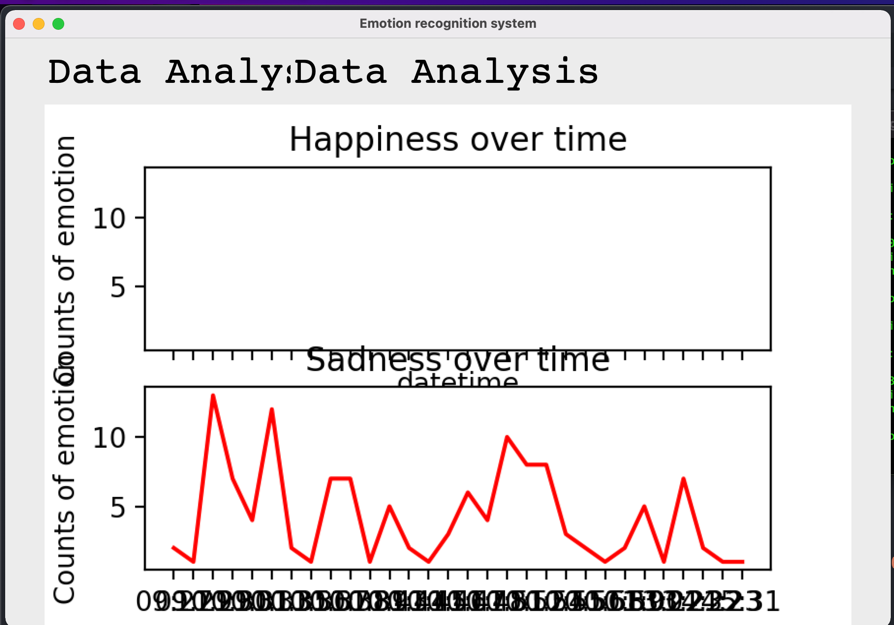 Emotion recognition system
Data Analy Data Analysis
Happiness over time
Counts of emotion
10
5
Sadness over time
datetime
Counts of emotion
10
5